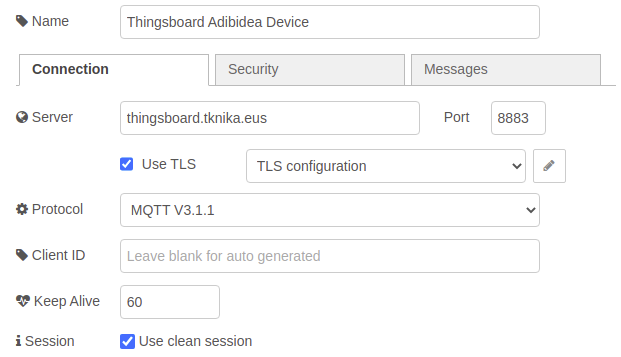 Name Thingsboard Adibidea Device
Connection Security Messages
Server thingsboard.tknika.eus Port 8883
Use TLS TLS configuration
Protocol MQTT V3.1.1
Client ID Leave blank for auto generated
Keep Alive 60
Session Use clean session